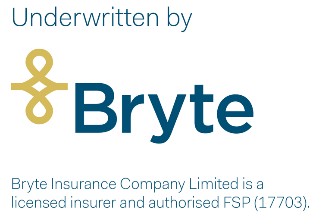 Underwritten by
Bryte
Bryte Insurance Company Limited is a
licensed insurer and authorised FSP (17703).